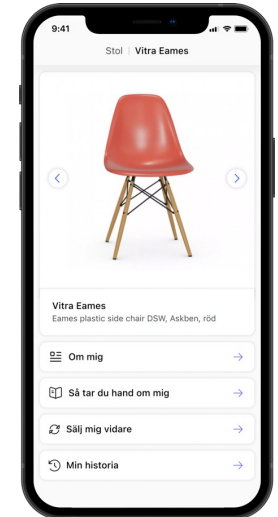 9:41
Stol | Vitra Eames
Vitra Eames
Eames plastic side chair DSW, Askben, röd
Om mig
Så tar du hand om mig
Sälj mig vidare
Min historia